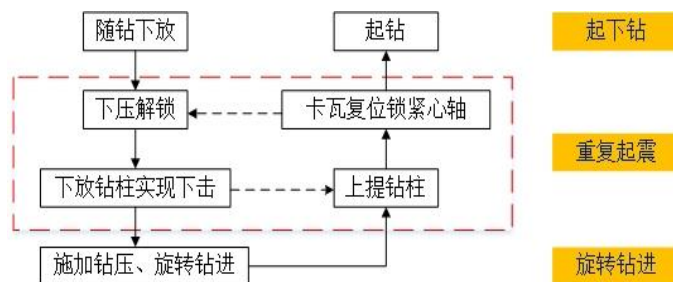 随钻下放
起钻
起下钻
下压解锁
卡瓦复位锁紧心轴
重复起震
下放钻柱实现下击
上提钻柱
施加钻压、旋转钻进
旋转钻进